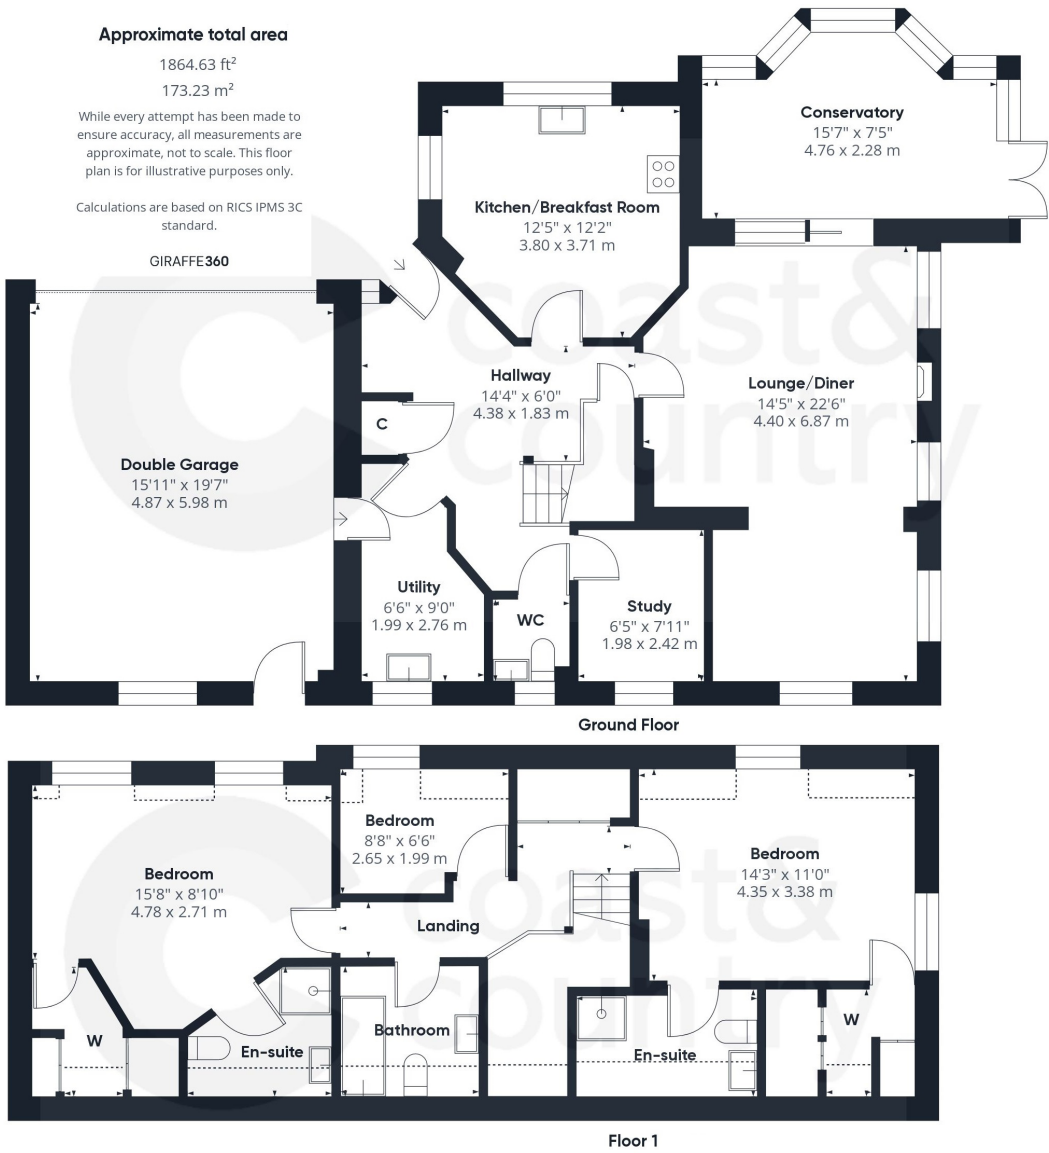 Approximate total area
1864.63 ft²
173.23 m²
While every attempt has been made to
ensure accuracy, all measurements are
approximate, not to scale. This floor
plan is for illustrative purposes only.
Calculations are based on RICS IPMS 3C
standard.
GIRAFFE360
Conservatory
15'7" x 7'5"
4.76 x 2.28 m
Kitchen/Breakfast Room
12'5" x 12'2"
3.80 x 3.71 m
Hallway
14'4" x 6'0"
4.38 x 1.83 m
Lounge/Diner
14'5" x 22'6"
4.40 x 6.87 m
C
Double Garage
15'11" x 19'7"
4.87 x 5.98 m
Utility
6'6" x 9'0"
1.99 x 2.76 m
WC
Study
6'5" x 7'11"
1.98 x 2.42 m
Ground Floor
Bedroom
8'8" x 6'6"
2.65 x 1.99 m
Bedroom
15'8" x 8'10"
4.78 x 2.71 m
Bedroom
14'3" x 11'0"
4.35 x 3.38 m
Landing
W
En-suite
Bathroom
En-suite
W
Floor 1
coast &
country
coast &
country